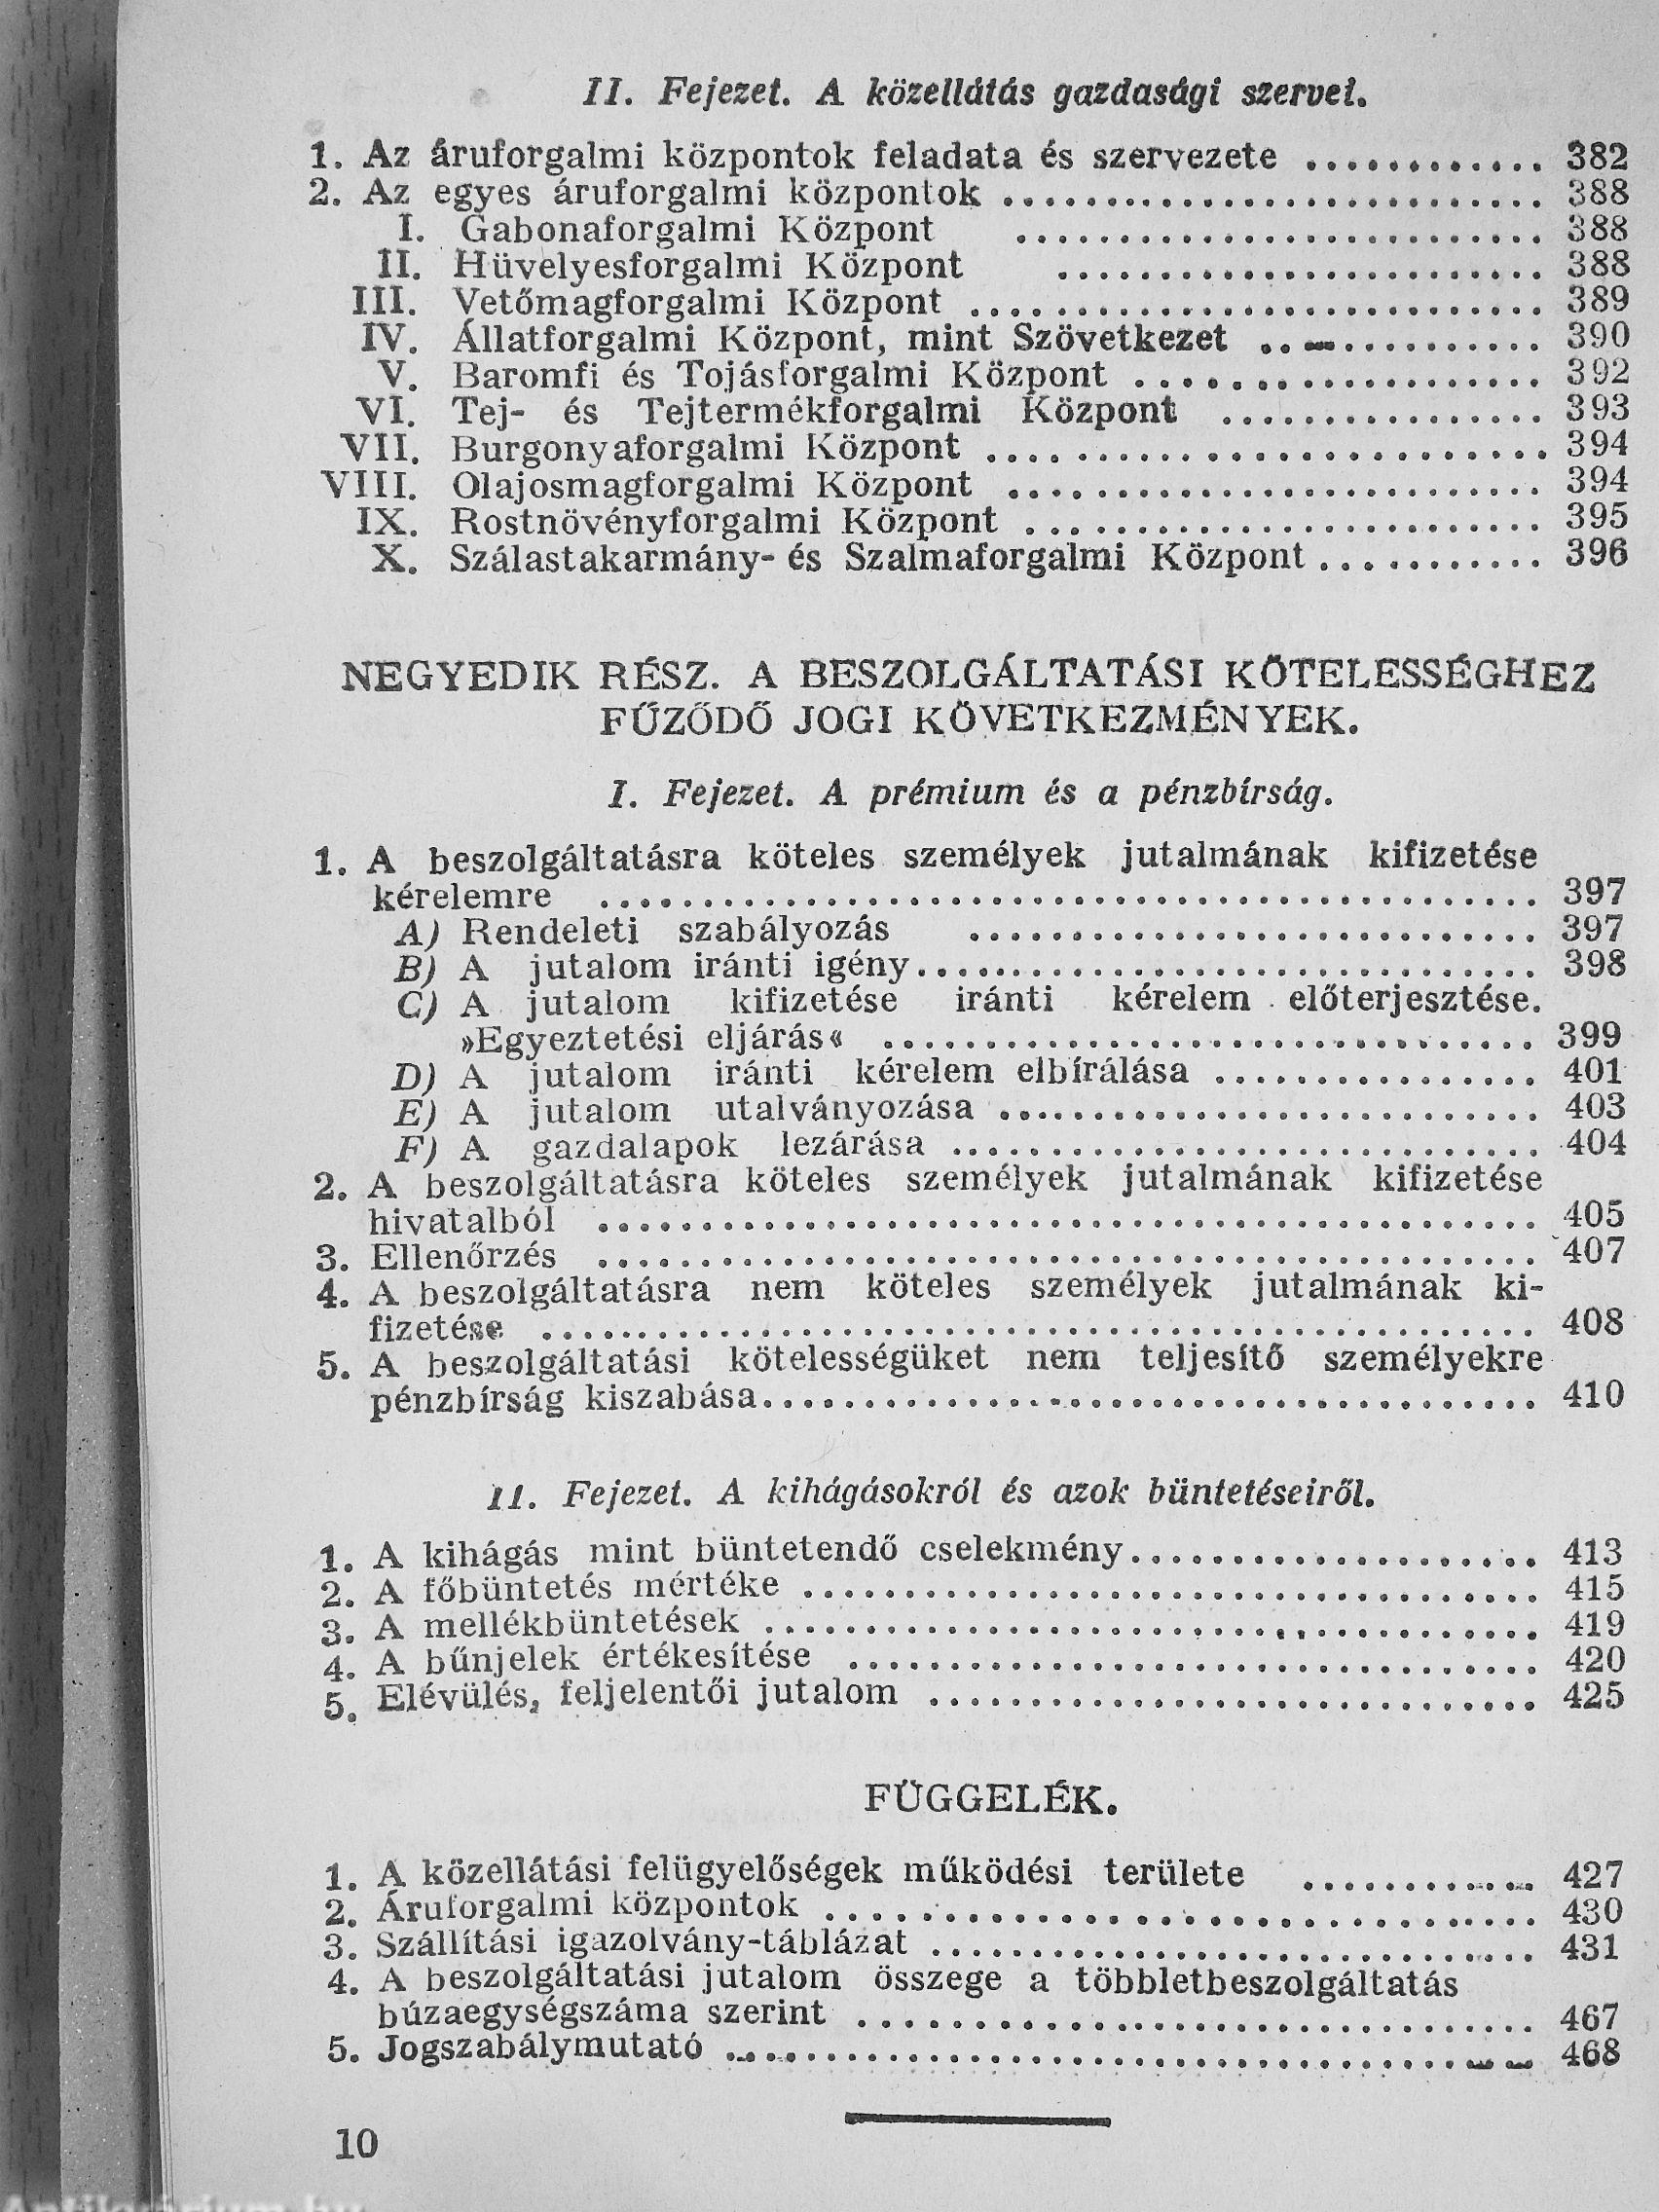 II. Fejezet. A közellátás gazdasági szervei.
1. Az áruforgalmi központok feladata és szervezete ............ 382
2. Az egyes áruforgalmi központok ........................... 388
I. Gabonaforgalmi Központ .......................... 388
II. Hüvelyesforgalmi Központ ........................ 388
III. Vetőmagforgalmi Központ ............................ 389
IV. Állatforgalmi Központ, mint Szövetkezet ............. 390
V. Baromfi és Tojásforgalmi Központ .................... 392
VI. Tej- és Tejtermékforgalmi Központ ................ 393
VII. Burgonyaforgalmi Központ ........................... 394
VIII. Olajosmagforgalmi Központ .......................... 394
IX. Rostnövényforgalmi Központ ......................... 395
X. Szálastakarmány- és Szalmaforgalmi Központ ........... 396
NEGYEDIK RÉSZ. A BESZOLGÁLTATÁSI KÖTELESSÉGHEZ
FŰZŐDŐ JOGI KÖVETKEZMÉNYEK.
I. Fejezet. A prémium és a pénzbírság.
1. A beszolgáltatásra köteles személyek jutalmának kifizetése
kérelemre .............................................. 397
A) Rendeleti szabályozás ............................ 397
B) A jutalom iránti igény............................... 398
C) A jutalom kifizetése iránti kérelem előterjesztése.
»Egyeztetési eljárás« ................................ 399
D) A jutalom iránti kérelem elbírálása ................ 401
E) A jutalom utalványozása ........................... 403
F) A gazdalapok lezárása ............................. 404
2. A beszolgáltatásra köteles személyek jutalmának kifizetése
hivatalból .............................................. 405
3. Ellenőrzés .............................................. 407
4. A beszolgáltatásra nem köteles személyek jutalmának ki-
fizetése ................................................. 408
5. A beszolgáltatási kötelességüket nem teljesítő személyekre
pénzbírság kiszabása...................................... 410
II. Fejezet. A kihágásokról és azok büntetéseiről.
1. A kihágás mint büntetendő cselekmény.................... 413
2. A főbüntetés mértéke .................................... 415
3. A mellékbüntetések ...................................... 419
4. A bűnjelek értékesítése .................................. 420
5. Elévülés, feljelentői jutalom .............................. 425
FÜGGELÉK.
1. A közellátási felügyelőségek működési területe ............ 427
2. Áruforgalmi központok ................................... 430
3. Szállítási igazolvány-táblázat .............................. 431
4. A beszolgáltatási jutalom összege a többletbeszolgáltatás
búzaegységszáma szerint .................................. 467
5. Jogszabálymutató ........................................ 468
10